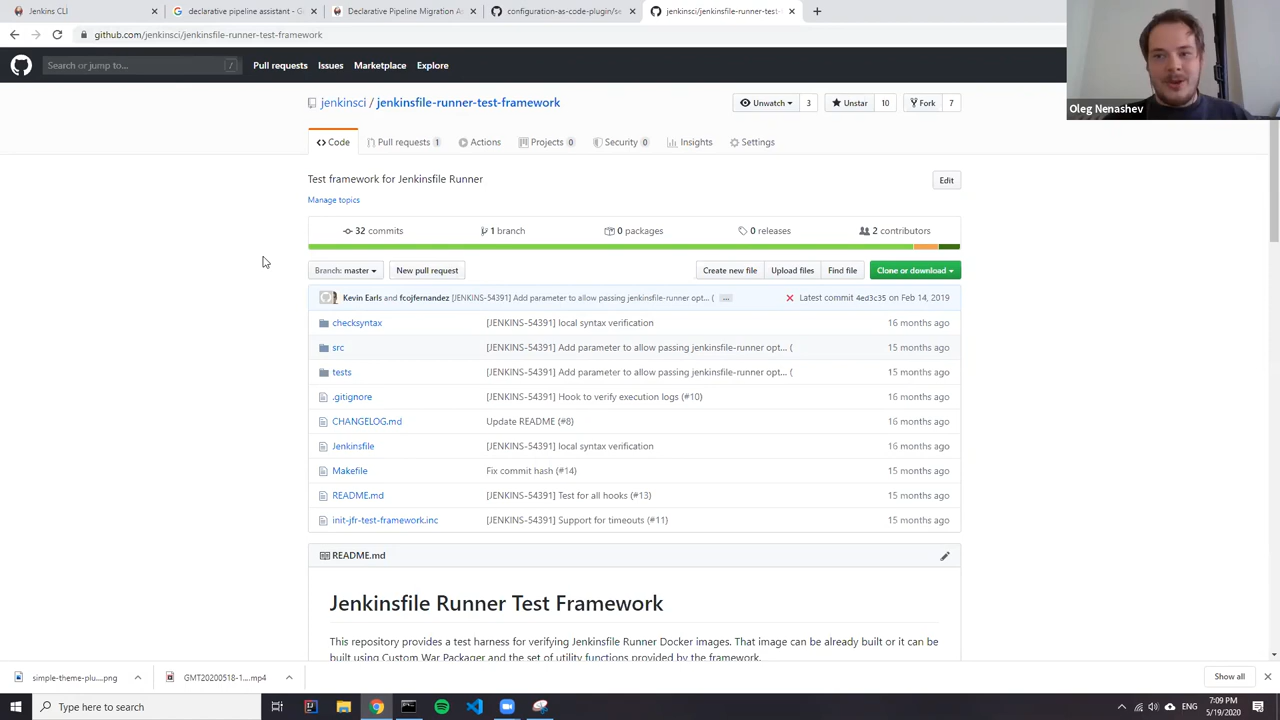 Jenkins CLI
declarative pipeline assistant - G
Declarative Pipeline Migration As
configuration-as-code-plugin/se
jenkinsci/jenkinsfile-runner-test-
github.com/jenkinsci/jenkinsfile-runner-test-framework
Search or jump to...
/
Pull requests
Issues
Marketplace
Explore
Oleg Nenashev
jenkinsci / jenkinsfile-runner-test-framework
Unwatch 3
Unstar 10
Fork 7
Code
Pull requests 1
Actions
Projects 0
Security 0
Insights
Settings
Test framework for Jenkinsfile Runner
Edit
Manage topics
32 commits
1 branch
0 packages
0 releases
2 contributors
Branch: master
New pull request
Create new file
Upload files
Find file
Clone or download
Kevin Earls and fcojfernandez [JENKINS-54391] Add parameter to allow passing jenkinsfile-runner opt... ( ...
Latest commit 4ed3c35 on Feb 14, 2019
checksyntax [JENKINS-54391] local syntax verification 16 months ago
src [JENKINS-54391] Add parameter to allow passing jenkinsfile-runner opt... ( 15 months ago
tests [JENKINS-54391] Add parameter to allow passing jenkinsfile-runner opt... ( 15 months ago
.gitignore [JENKINS-54391] Hook to verify execution logs (#10) 16 months ago
CHANGELOG.md Update README (#8) 16 months ago
Jenkinsfile [JENKINS-54391] local syntax verification 16 months ago
Makefile Fix commit hash (#14) 15 months ago
README.md [JENKINS-54391] Test for all hooks (#13) 15 months ago
init-jfr-test-framework.inc [JENKINS-54391] Support for timeouts (#11) 15 months ago
README.md
Jenkinsfile Runner Test Framework
This repository provides a test harness for verifying Jenkinsfile Runner Docker images. That image can be already built or it can be
built using Custom War Packager and the set of utility functions provided by the framework.
simple-theme-plu....png
GMT20200518-1....mp4
Show all
Type here to search
ENG
7:09 PM
5/19/2020